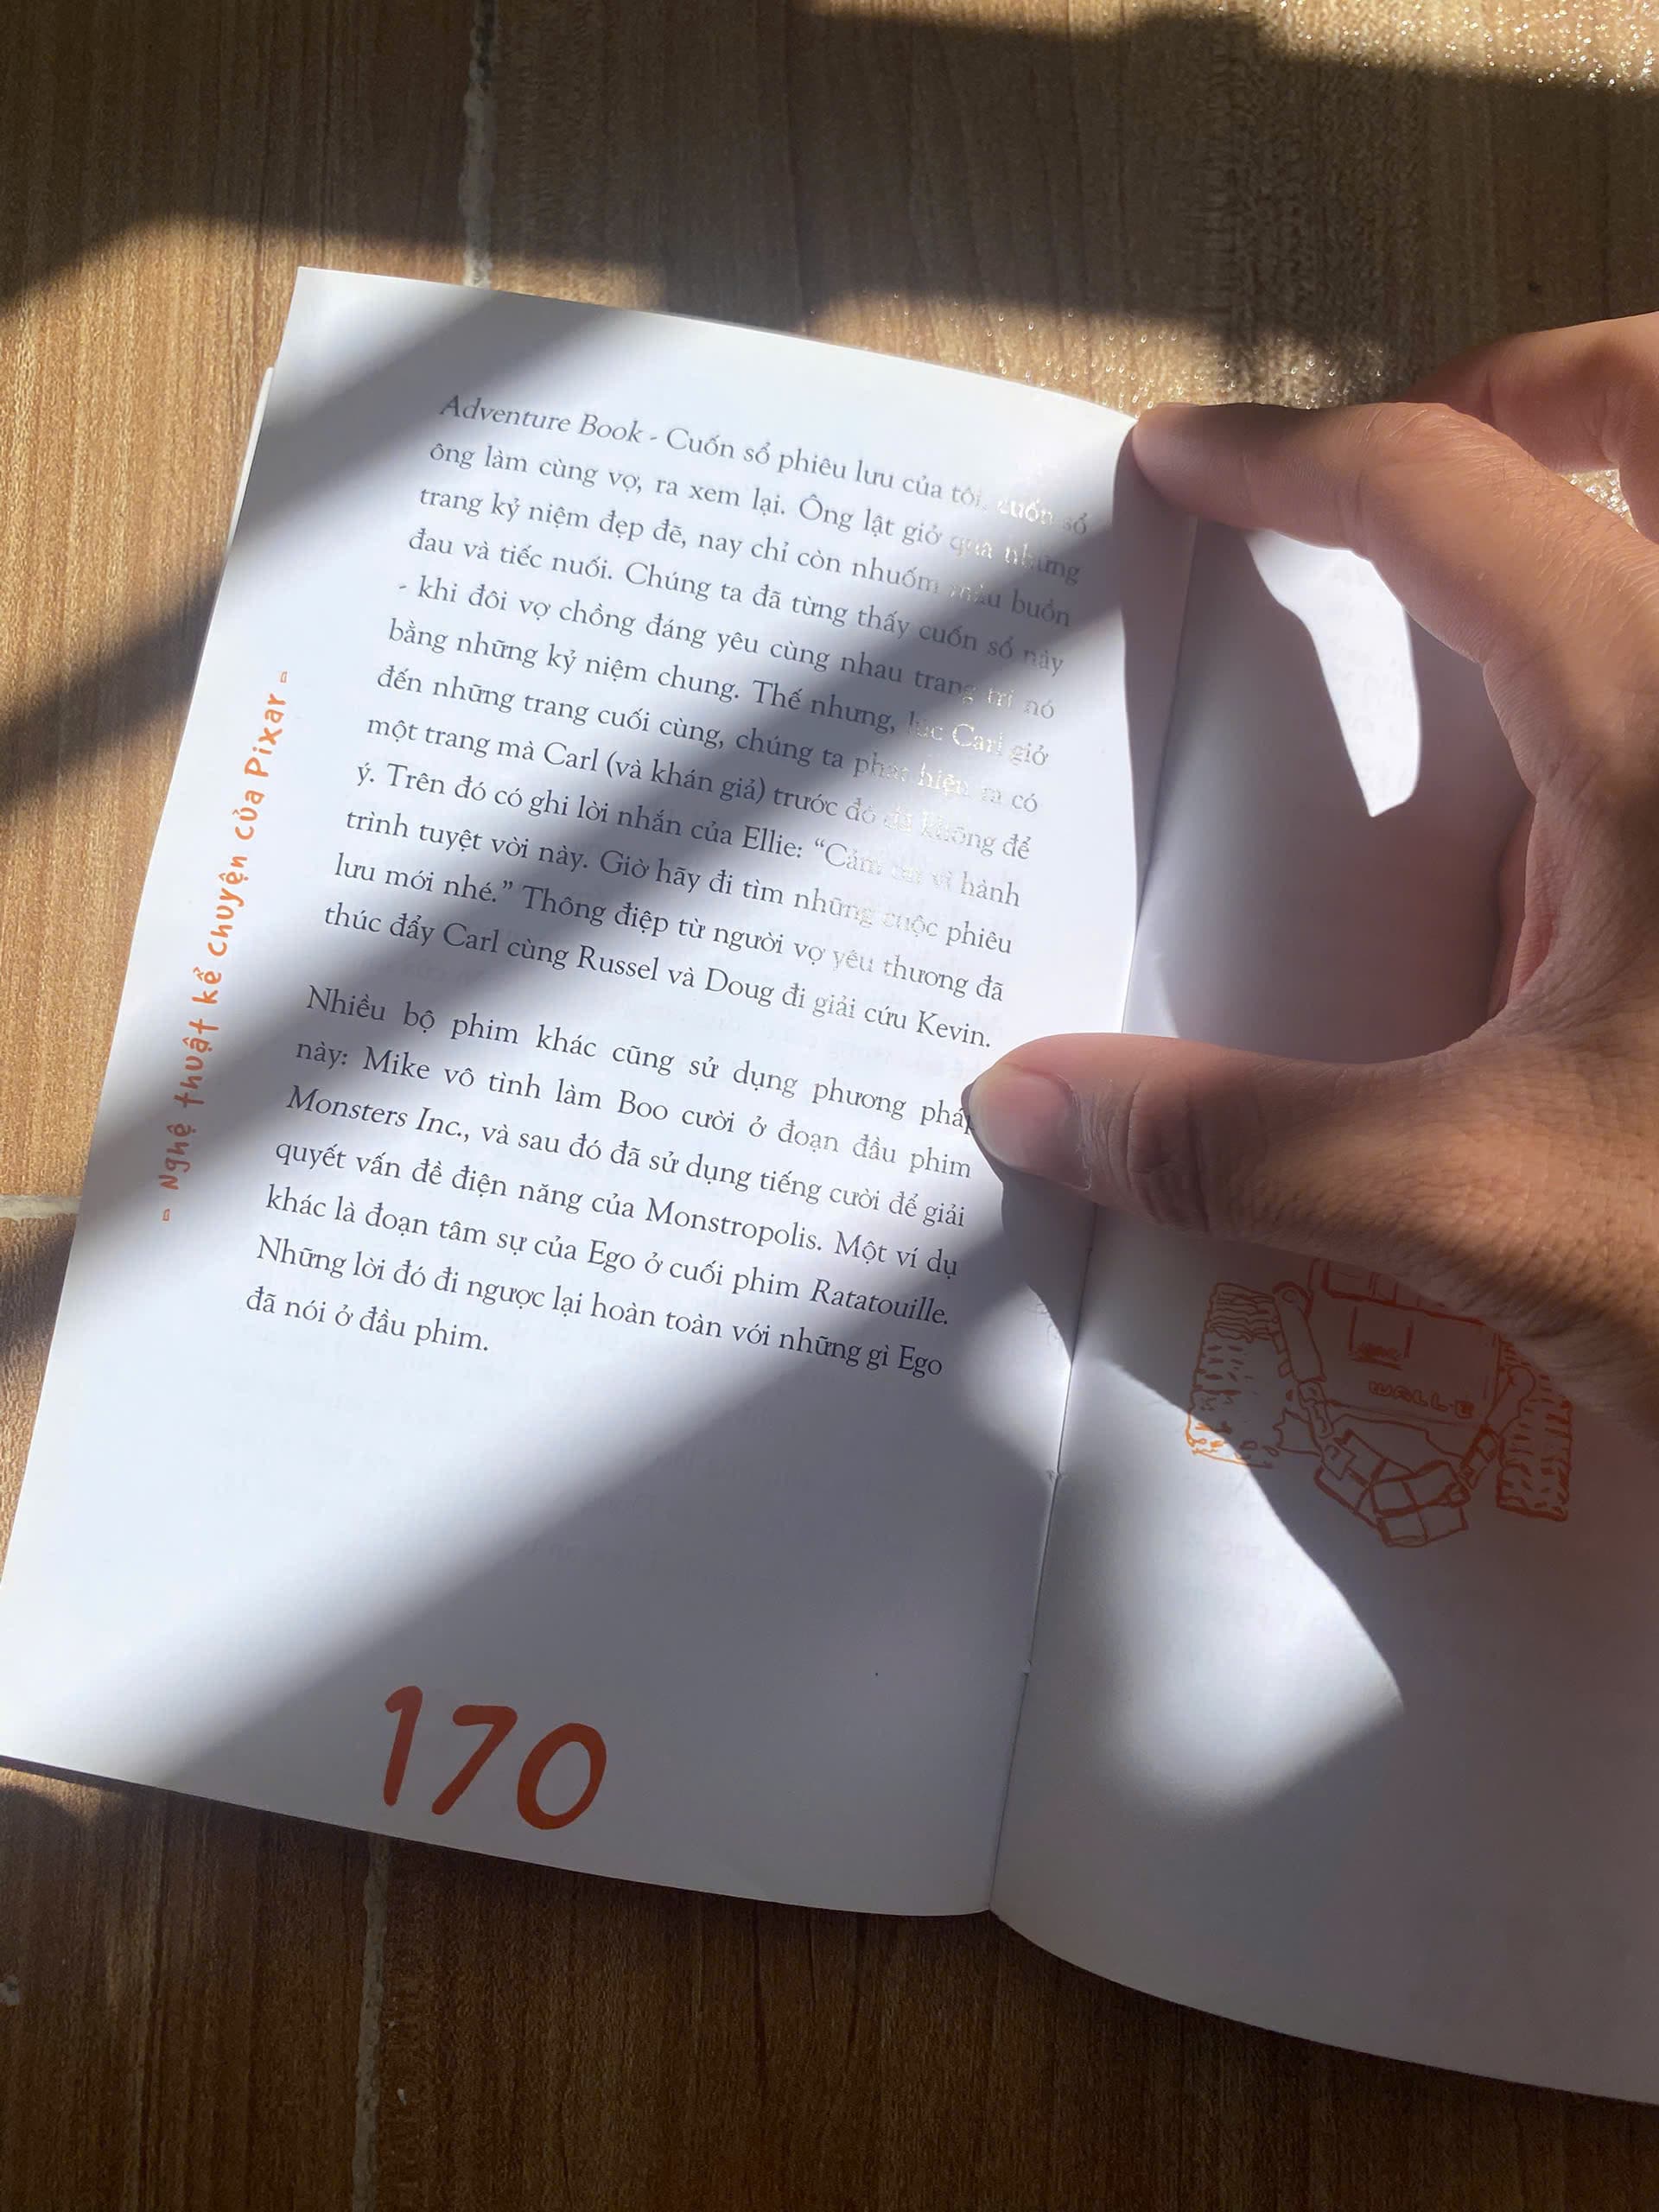 Adventure Book - Cuốn sổ phiêu lưu của tôi, cuốn sổ
ông làm cùng vợ, ra xem lại. Ông lật giở qua những
trang kỷ niệm đẹp đẽ, nay chỉ còn nhuốm màu buồn
đau và tiếc nuối. Chúng ta đã từng thấy cuốn sổ này
- khi đôi vợ chồng đáng yêu cùng nhau trang trí nó
bằng những kỷ niệm chung. Thế nhưng, lúc Carl giở
đến những trang cuối cùng, chúng ta phát hiện ra có
một trang mà Carl (và khán giả) trước đó đã không để
ý. Trên đó có ghi lời nhắn của Ellie: “Cảm ơn vì hành
trình tuyệt vời này. Giờ hãy đi tìm những cuộc phiêu
lưu mới nhé.” Thông điệp từ người vợ yêu thương đã
thúc đẩy Carl cùng Russel và Doug đi giải cứu Kevin.
Nhiều bộ phim khác cũng sử dụng phương pháp
này: Mike vô tình làm Boo cười ở đoạn đầu phim
Monsters Inc., và sau đó đã sử dụng tiếng cười để giải
quyết vấn đề điện năng của Monstropolis. Một ví dụ
khác là đoạn tâm sự của Ego ở cuối phim Ratatouille.
Những lời đó đi ngược lại hoàn toàn với những gì Ego
đã nói ở đầu phim.
- Nghệ thuật kể chuyện của Pixar -
170
WALL-E